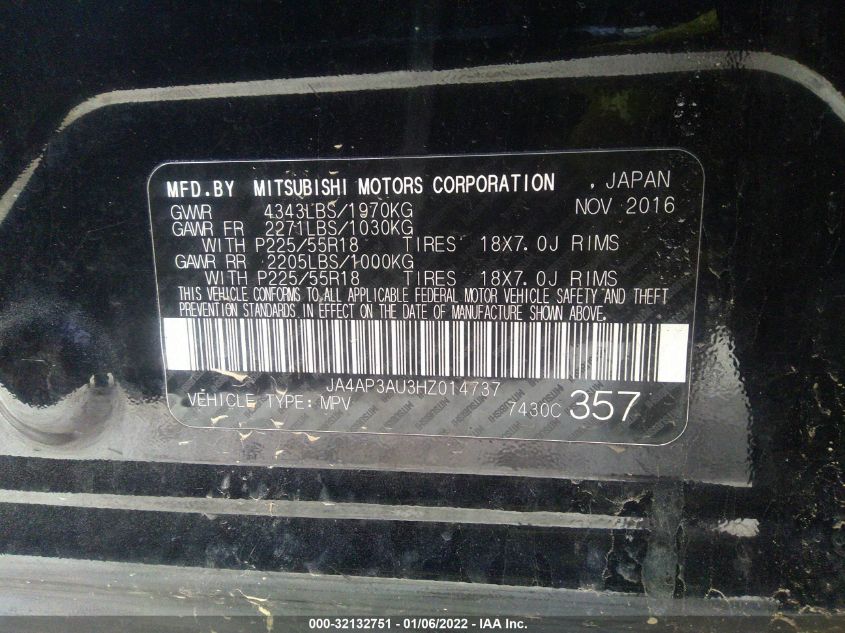 MFD.BY MITSUBISHI MOTORS CORPORATION , JAPAN
GWR 4343LBS/1970KG NOV 2016
GAWR FR 2271LBS/1030KG
WITH P225/55R18 TIRES 18X7.0J RIMS
GAWR RR 2205LBS/1000KG
WITH P225/55R18 TIRES 18X7.0J RIMS
THIS VEHICLE CONFORMS TO ALL APPLICABLE FEDERAL MOTOR VEHICLE SAFETY AND THEFT
PREVENTION STANDARDS IN EFFECT ON THE DATE OF MANUFACTURE SHOWN ABOVE.
JA4AP3AU3HZ014737
VEHICLE TYPE: MPV 7430C 357
000-32132751 - 01/06/2022 - IAA Inc.